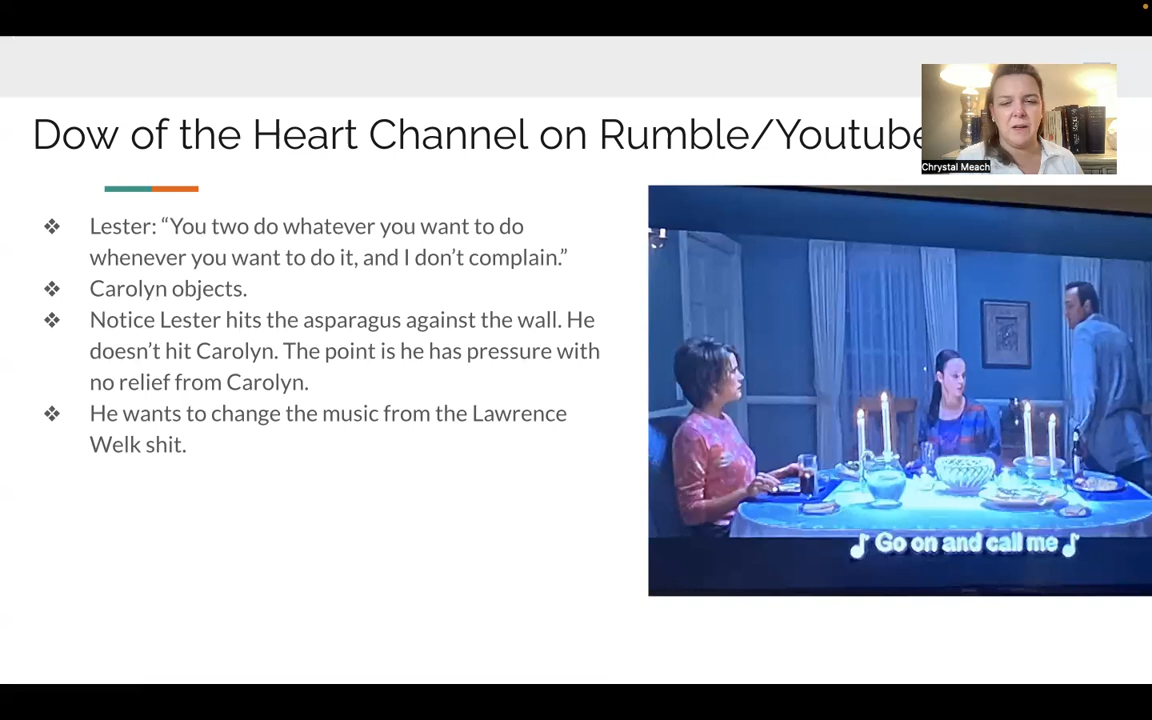 Dow of the Heart Channel on Rumble/Youtube
Chrystal Meach
❖ Lester: “You two do whatever you want to do
whenever you want to do it, and I don’t complain.”
❖ Carolyn objects.
❖ Notice Lester hits the asparagus against the wall. He
doesn’t hit Carolyn. The point is he has pressure with
no relief from Carolyn.
❖ He wants to change the music from the Lawrence
Welk shit.
♪ Go on and call me ♪